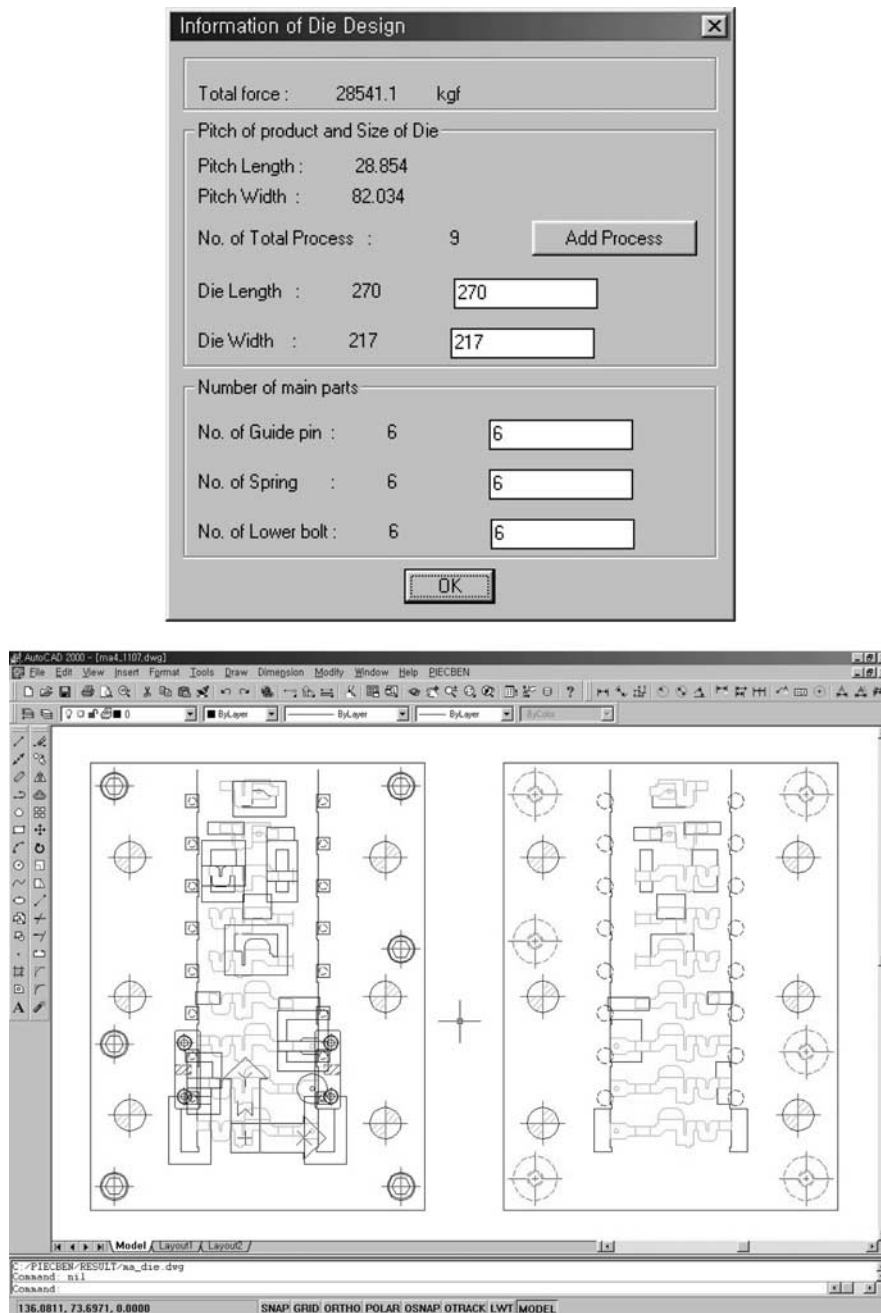 Information of Die Design
Total force : 28541.1 kgf
Pitch of product and Size of Die
Pitch Length : 28.854
Pitch Width : 82.034
No. of Total Process : 9 Add Process
Die Length : 270 270
Die Width : 217 217
Number of main parts
No. of Guide pin : 6 6
No. of Spring : 6 6
No. of Lower bolt : 6 6
OK
AutoCAD 2000 - [ma4_1107.dwg]
File Edit View Insert Format Tools Draw Dimension Modify Window Help PIECBEN
0 ByLayer ByLayer ByLayer ByColor
A
Y
X
Model Layout1 Layout2
C:/PIECBEN/RESULT/ma_die.dwg
Command: nil
Command:
136.0811, 73.6971, 0.0000 SNAP GRID ORTHO POLAR OSNAP OTRACK LWT MODEL